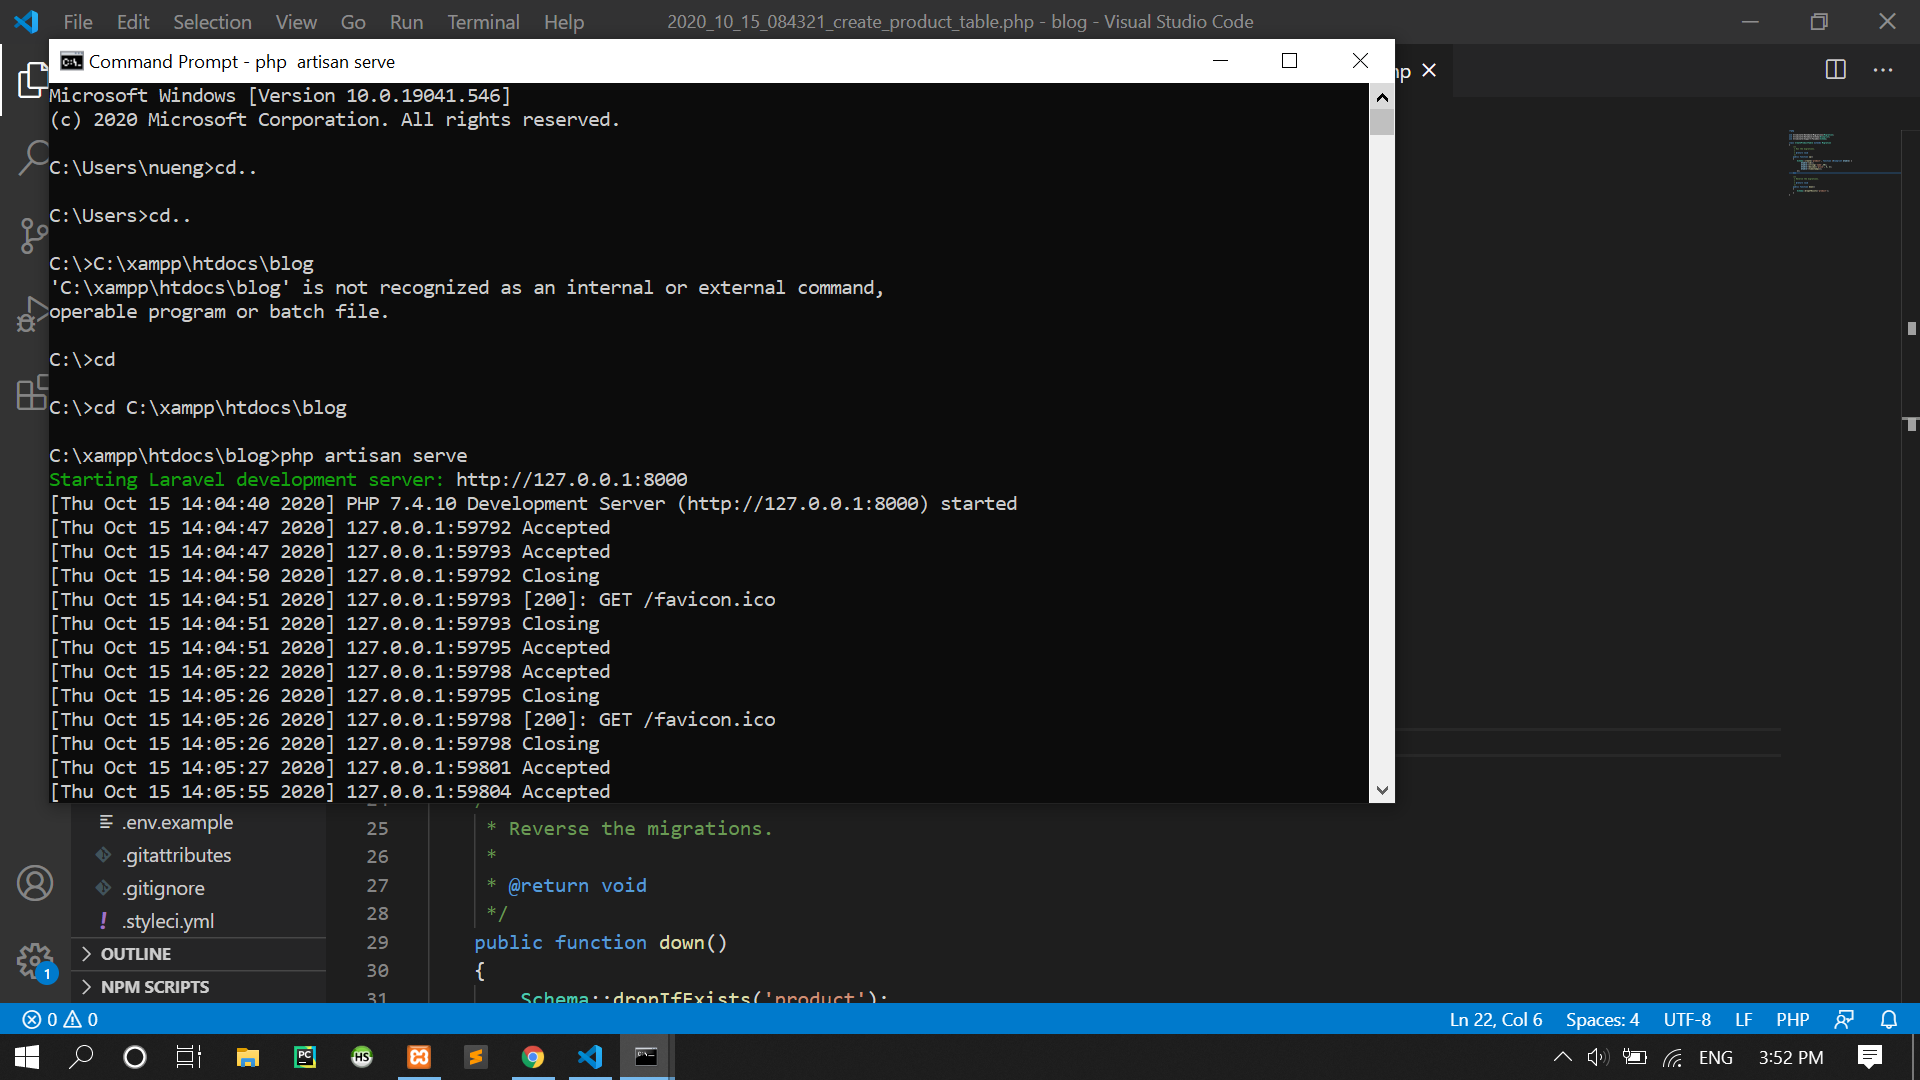 File Edit Selection View Go Run Terminal Help 2020_10_15_084321_create_product_table.php - blog - Visual Studio Code
Command Prompt - php  artisan serve
Microsoft Windows [Version 10.0.19041.546]
(c) 2020 Microsoft Corporation. All rights reserved.
C:\Users\nueng>cd..
C:\Users>cd..
C:\>C:\xampp\htdocs\blog
'C:\xampp\htdocs\blog' is not recognized as an internal or external command,
operable program or batch file.
C:\>cd
C:\>cd C:\xampp\htdocs\blog
C:\xampp\htdocs\blog>php artisan serve
Starting Laravel development server: http://127.0.0.1:8000
[Thu Oct 15 14:04:40 2020] PHP 7.4.10 Development Server (http://127.0.0.1:8000) started
[Thu Oct 15 14:04:47 2020] 127.0.0.1:59792 Accepted
[Thu Oct 15 14:04:47 2020] 127.0.0.1:59793 Accepted
[Thu Oct 15 14:04:50 2020] 127.0.0.1:59792 Closing
[Thu Oct 15 14:04:51 2020] 127.0.0.1:59793 [200]: GET /favicon.ico
[Thu Oct 15 14:04:51 2020] 127.0.0.1:59793 Closing
[Thu Oct 15 14:04:51 2020] 127.0.0.1:59795 Accepted
[Thu Oct 15 14:05:22 2020] 127.0.0.1:59798 Accepted
[Thu Oct 15 14:05:26 2020] 127.0.0.1:59795 Closing
[Thu Oct 15 14:05:26 2020] 127.0.0.1:59798 [200]: GET /favicon.ico
[Thu Oct 15 14:05:26 2020] 127.0.0.1:59798 Closing
[Thu Oct 15 14:05:27 2020] 127.0.0.1:59801 Accepted
[Thu Oct 15 14:05:55 2020] 127.0.0.1:59804 Accepted
.env.example
.gitattributes
.gitignore
.styleci.yml
OUTLINE
NPM SCRIPTS
25 * Reverse the migrations.
26 *
27 * @return void
28 */
29 public function down()
30 {
31 Schema::dropIfExists('product');
0 0 Ln 22, Col 6 Spaces: 4 UTF-8 LF PHP
1
ENG 3:52 PM